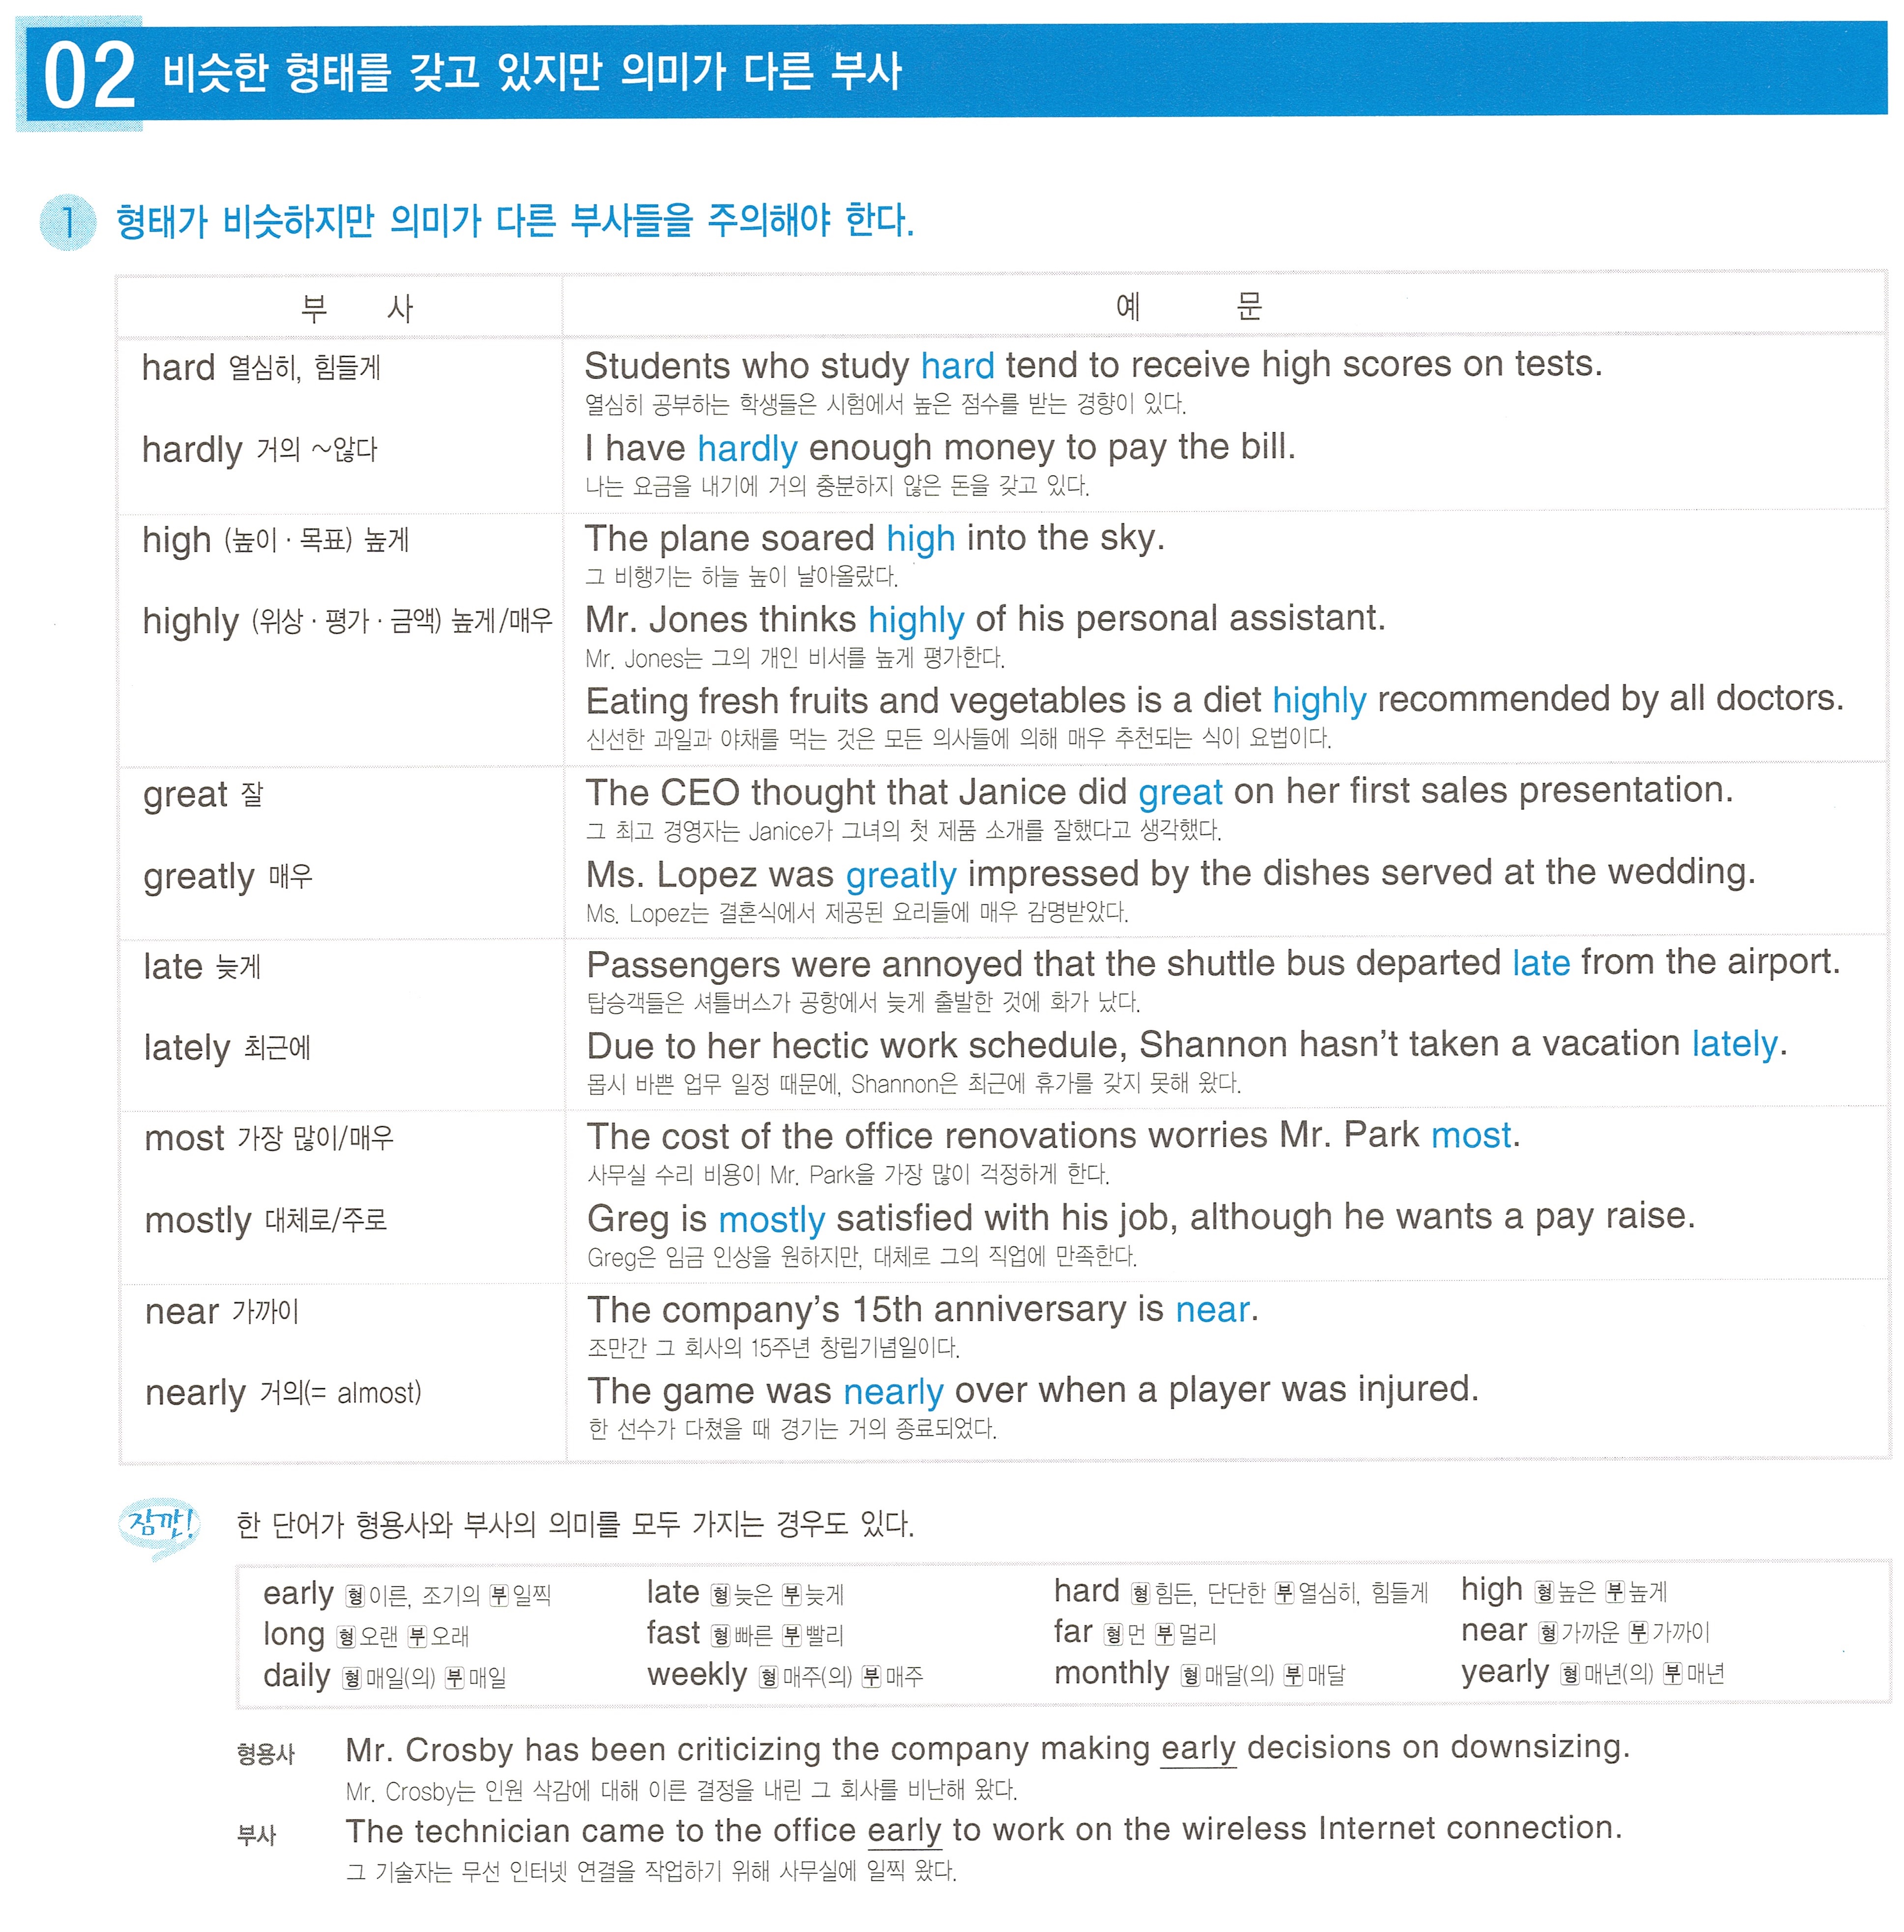 02 비슷한 형태를 갖고 있지만 의미가 다른 부사
1 형태가 비슷하지만 의미가 다른 부사들을 주의해야 한다.
부 사 예 문
hard 열심히, 힘들게 Students who study hard tend to receive high scores on tests.
열심히 공부하는 학생들은 시험에서 높은 점수를 받는 경향이 있다.
hardly 거의 ~않다 I have hardly enough money to pay the bill.
나는 요금을 내기에 거의 충분하지 않은 돈을 갖고 있다.
high (높이 · 목표) 높게 The plane soared high into the sky.
그 비행기는 하늘 높이 날아올랐다.
highly (위상 · 평가 · 금액) 높게/매우 Mr. Jones thinks highly of his personal assistant.
Mr. Jones는 그의 개인 비서를 높게 평가한다.
Eating fresh fruits and vegetables is a diet highly recommended by all doctors.
신선한 과일과 야채를 먹는 것은 모든 의사들에 의해 매우 추천되는 식이 요법이다.
great 잘 The CEO thought that Janice did great on her first sales presentation.
그 최고 경영자는 Janice가 그녀의 첫 제품 소개를 잘했다고 생각했다.
greatly 매우 Ms. Lopez was greatly impressed by the dishes served at the wedding.
Ms. Lopez는 결혼식에서 제공된 요리들에 매우 감명받았다.
late 늦게 Passengers were annoyed that the shuttle bus departed late from the airport.
탑승객들은 셔틀버스가 공항에서 늦게 출발한 것에 화가 났다.
lately 최근에 Due to her hectic work schedule, Shannon hasn't taken a vacation lately.
몹시 바쁜 업무 일정 때문에, Shannon은 최근에 휴가를 갖지 못해 왔다.
most 가장 많이/매우 The cost of the office renovations worries Mr. Park most.
사무실 수리 비용이 Mr. Park을 가장 많이 걱정하게 한다.
mostly 대체로/주로 Greg is mostly satisfied with his job, although he wants a pay raise.
Greg은 임금 인상을 원하지만, 대체로 그의 직업에 만족한다.
near 가까이 The company's 15th anniversary is near.
조만간 그 회사의 15주년 창립기념일이다.
nearly 거의(= almost) The game was nearly over when a player was injured.
한 선수가 다쳤을 때 경기는 거의 종료되었다.
잠깐! 한 단어가 형용사와 부사의 의미를 모두 가지는 경우도 있다.
early 형 이른, 조기의 부 일찍 late 형 늦은 부 늦게 hard 형 힘든, 단단한 부 열심히, 힘들게 high 형 높은 부 높게
long 형 오랜 부 오래 fast 형 빠른 부 빨리 far 형 먼 부 멀리 near 형 가까운 부 가까이
daily 형 매일(의) 부 매일 weekly 형 매주(의) 부 매주 monthly 형 매달(의) 부 매달 yearly 형 매년(의) 부 매년
형용사 Mr. Crosby has been criticizing the company making early decisions on downsizing.
Mr. Crosby는 인원 삭감에 대해 이른 결정을 내린 그 회사를 비난해 왔다.
부사 The technician came to the office early to work on the wireless Internet connection.
그 기술자는 무선 인터넷 연결을 작업하기 위해 사무실에 일찍 왔다.